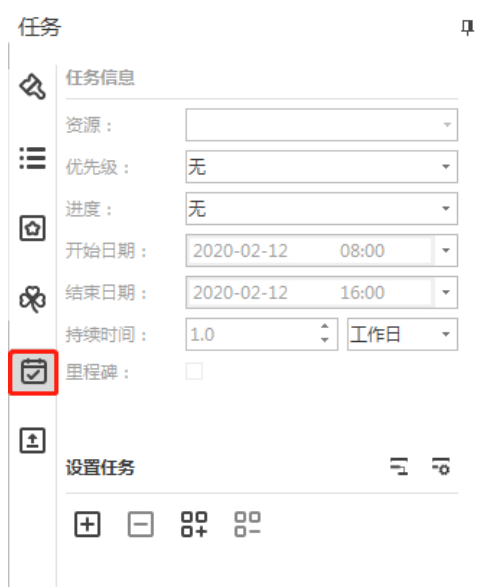 任务
任务信息
资源：
优先级： 无
进度： 无
开始日期： 2020-02-12 08:00
结束日期： 2020-02-12 16:00
持续时间： 1.0 工作日
里程碑：
设置任务